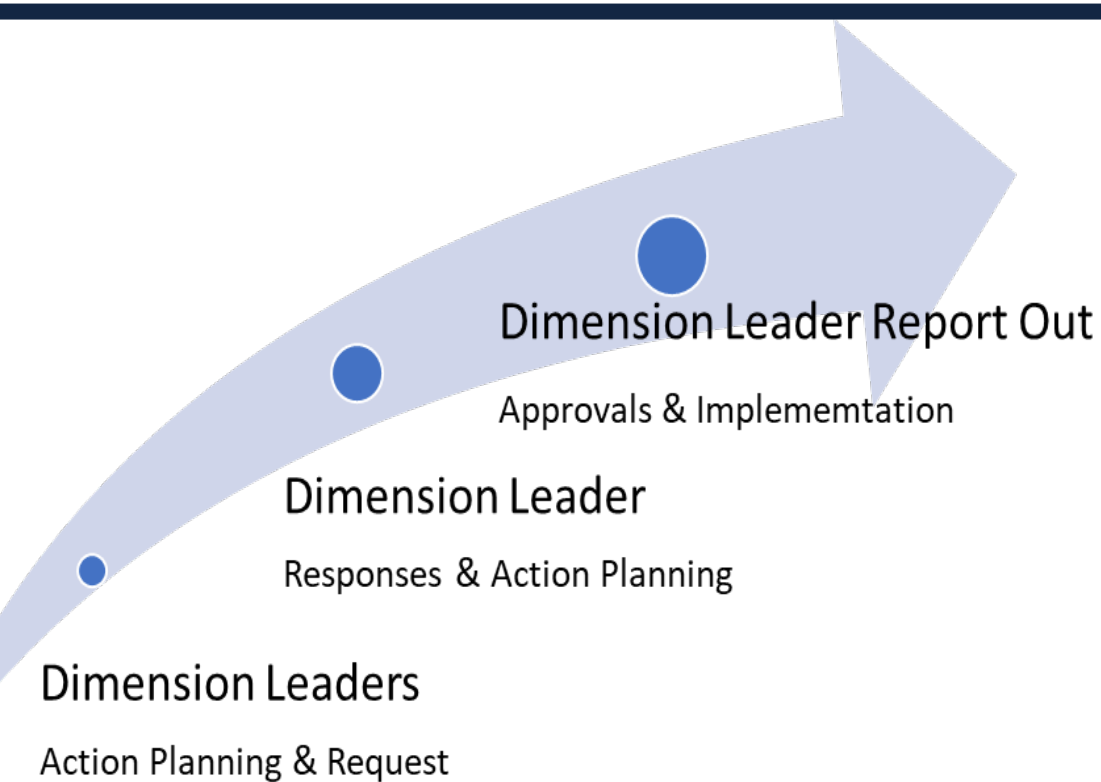 Dimension Leader Report Out
Approvals & Implememtation
Dimension Leader
Responses & Action Planning
Dimension Leaders
Action Planning & Request